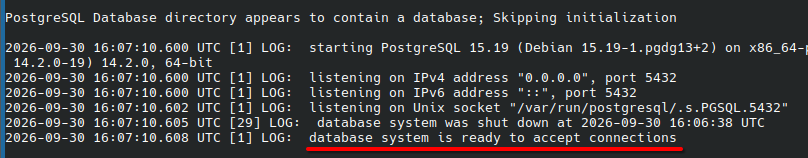 PostgreSQL Database directory appears to contain a database; Skipping initialization
2026-09-30 16:07:10.600 UTC [1] LOG:  starting PostgreSQL 15.19 (Debian 15.19-1.pgdg13+2) on x86_64-
 14.2.0-19) 14.2.0, 64-bit
2026-09-30 16:07:10.600 UTC [1] LOG:  listening on IPv4 address "0.0.0.0", port 5432
2026-09-30 16:07:10.600 UTC [1] LOG:  listening on IPv6 address "::", port 5432
2026-09-30 16:07:10.602 UTC [1] LOG:  listening on Unix socket "/var/run/postgresql/.s.PGSQL.5432"
2026-09-30 16:07:10.605 UTC [29] LOG:  database system was shut down at 2026-09-30 16:06:38 UTC
2026-09-30 16:07:10.608 UTC [1] LOG:  database system is ready to accept connections